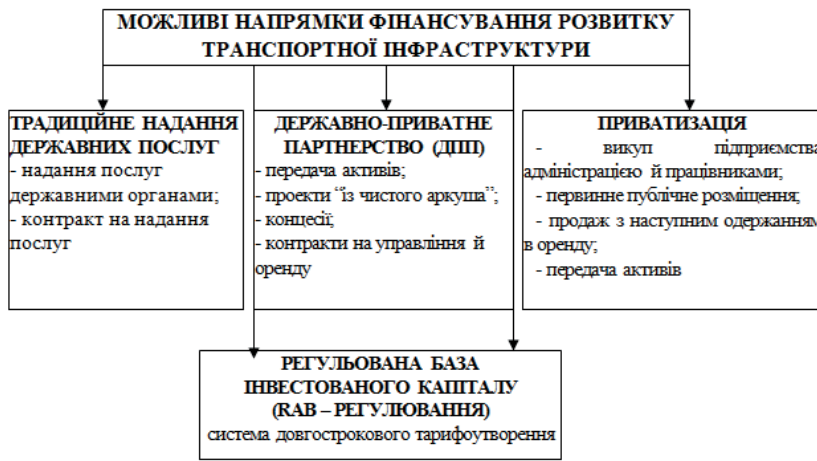 МОЖЛИВІ НАПРЯМКИ ФІНАНСУВАННЯ РОЗВИТКУ
ТРАНСПОРТНОЇ ІНФРАСТРУКТУРИ
ТРАДИЦІЙНЕ НАДАННЯ
ДЕРЖАВНИХ ПОСЛУГ
- надання послуг
державними органами;
- контракт на надання
послуг
ДЕРЖАВНО-ПРИВАТНЕ
ПАРТНЕРСТВО (ДПП)
- передача активів;
- проекти “із чистого аркуша”;
- концесії;
- контракти на управління й
оренду
ПРИВАТИЗАЦІЯ
- викуп підприємства
адміністрацією й працівниками;
- первинне публічне розміщення;
- продаж з наступним одержанням
в оренду;
- передача активів
РЕГУЛЬОВАНА БАЗА
ІНВЕСТОВАНОГО КАПІТАЛУ
(RAB – РЕГУЛЮВАННЯ)
система довгострокового тарифоутворення